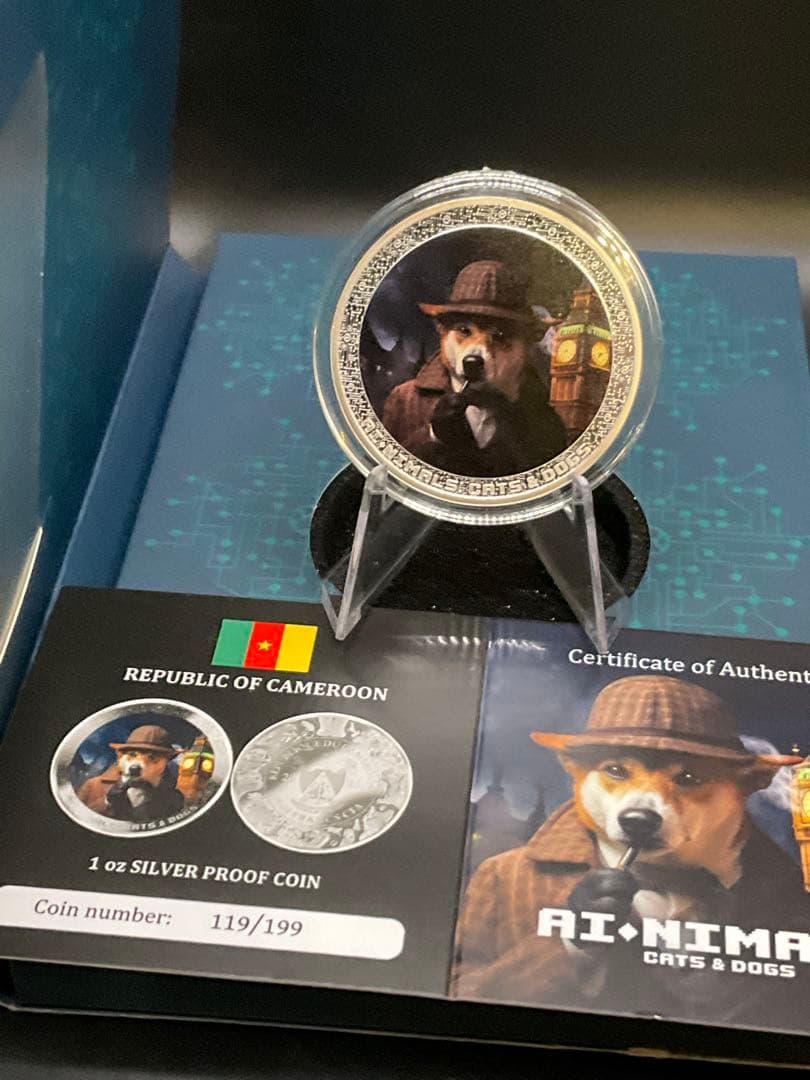 AI•NIMALS CATS & DOGS
REPUBLIC OF CAMEROON
CATS & DOGS
1 oz SILVER PROOF COIN
Coin number: 119/199
Certificate of Authent
AI•NIMA
CATS & DOGS